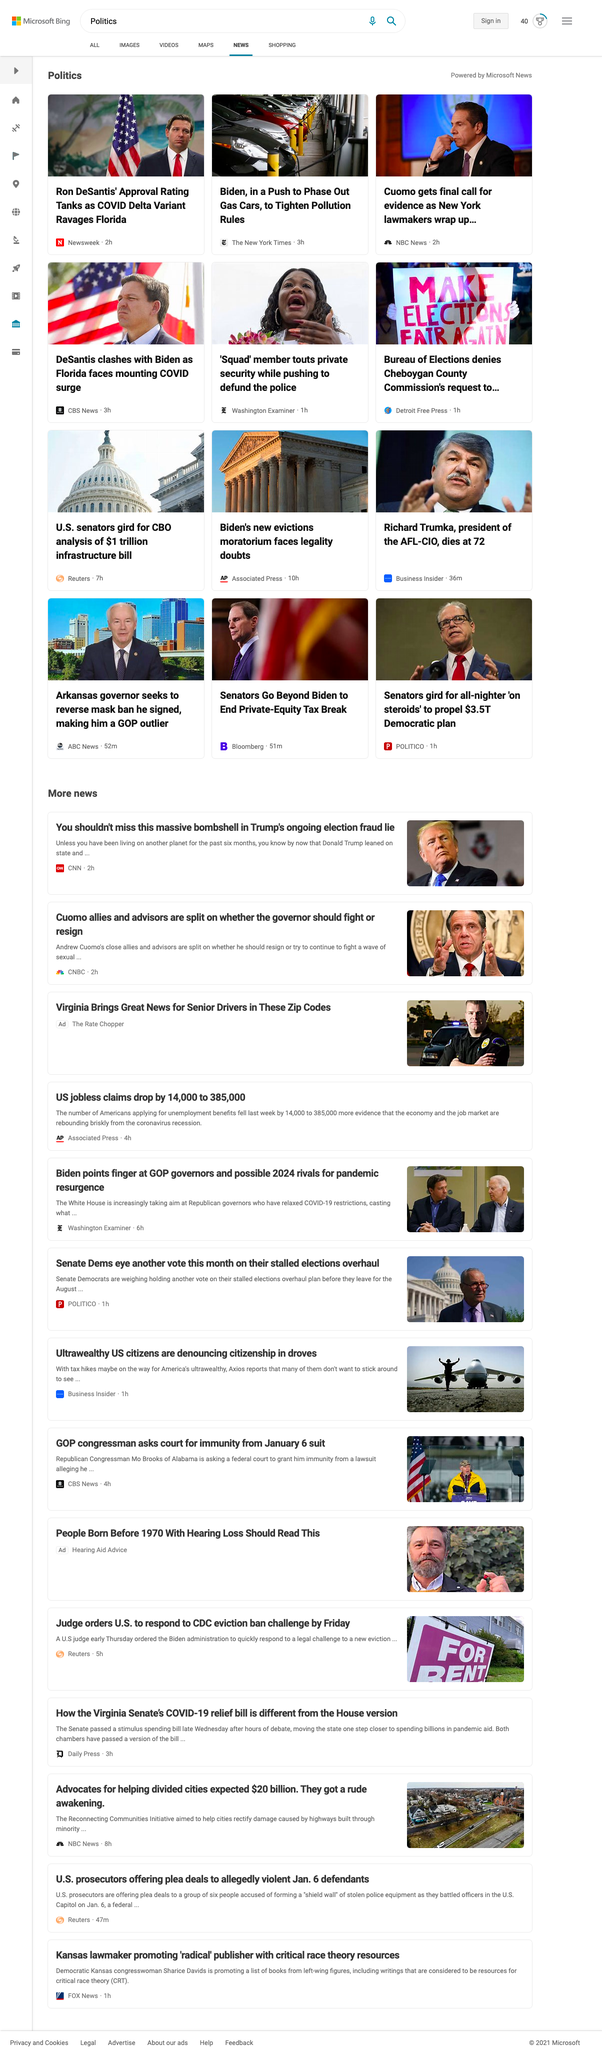 Microsoft Bing
Politics
Sign in
40
ALL
IMAGES
VIDEOS
MAPS
NEWS
SHOPPING
Politics
Powered by Microsoft News
Ron DeSantis' Approval Rating
Tanks as COVID Delta Variant
Ravages Florida
Newsweek · 2h
Biden, in a Push to Phase Out
Gas Cars, to Tighten Pollution
Rules
The New York Times · 3h
Cuomo gets final call for
evidence as New York
lawmakers wrap up...
NBC News · 2h
DeSantis clashes with Biden as
Florida faces mounting COVID
surge
CBS News · 3h
'Squad' member touts private
security while pushing to
defund the police
Washington Examiner · 1h
MAKE
ELECTIONS
FAIR AGAIN
Bureau of Elections denies
Cheboygan County
Commission's request to...
Detroit Free Press · 1h
U.S. senators gird for CBO
analysis of $1 trillion
infrastructure bill
Reuters · 7h
Biden's new evictions
moratorium faces legality
doubts
AP Associated Press · 10h
Richard Trumka, president of
the AFL-CIO, dies at 72
Business Insider · 36m
Arkansas governor seeks to
reverse mask ban he signed,
making him a GOP outlier
ABC News · 52m
Senators Go Beyond Biden to
End Private-Equity Tax Break
B Bloomberg · 51m
Senators gird for all-nighter 'on
steroids' to propel $3.5T
Democratic plan
P POLITICO · 1h
More news
You shouldn't miss this massive bombshell in Trump's ongoing election fraud lie
Unless you have been living on another planet for the past six months, you know by now that Donald Trump leaned on
state and ...
CNN · 2h
Cuomo allies and advisors are split on whether the governor should fight or
resign
Andrew Cuomo's close allies and advisors are split on whether he should resign or try to continue to fight a wave of
sexual ...
CNBC · 2h
Virginia Brings Great News for Senior Drivers in These Zip Codes
Ad The Rate Chopper
US jobless claims drop by 14,000 to 385,000
The number of Americans applying for unemployment benefits fell last week by 14,000 to 385,000 more evidence that the economy and the job market are
rebounding briskly from the coronavirus recession.
AP Associated Press · 4h
Biden points finger at GOP governors and possible 2024 rivals for pandemic
resurgence
The White House is increasingly taking aim at Republican governors who have relaxed COVID-19 restrictions, casting
what ...
Washington Examiner · 6h
Senate Dems eye another vote this month on their stalled elections overhaul
Senate Democrats are weighing holding another vote on their stalled elections overhaul plan before they leave for the
August ...
P POLITICO · 1h
Ultrawealthy US citizens are denouncing citizenship in droves
With tax hikes maybe on the way for America's ultrawealthy, Axios reports that many of them don't want to stick around
to see ...
Business Insider · 1h
GOP congressman asks court for immunity from January 6 suit
Republican Congressman Mo Brooks of Alabama is asking a federal court to grant him immunity from a lawsuit
alleging he ...
CBS News · 4h
People Born Before 1970 With Hearing Loss Should Read This
Ad Hearing Aid Advice
Judge orders U.S. to respond to CDC eviction ban challenge by Friday
A U.S judge early Thursday ordered the Biden administration to quickly respond to a legal challenge to a new eviction ...
Reuters · 5h
FOR
RENT
How the Virginia Senate's COVID-19 relief bill is different from the House version
The Senate passed a stimulus spending bill late Wednesday after hours of debate, moving the state one step closer to spending billions in pandemic aid. Both
chambers have passed a version of the bill ...
Daily Press · 3h
Advocates for helping divided cities expected $20 billion. They got a rude
awakening.
The Reconnecting Communities Initiative aimed to help cities rectify damage caused by highways built through
minority ...
NBC News · 8h
U.S. prosecutors offering plea deals to allegedly violent Jan. 6 defendants
U.S. prosecutors are offering plea deals to a group of six people accused of forming a "shield wall" of stolen police equipment as they battled officers in the U.S.
Capitol on Jan. 6, a federal ...
Reuters · 47m
Kansas lawmaker promoting 'radical' publisher with critical race theory resources
Democratic Kansas congresswoman Sharice Davids is promoting a list of books from left-wing figures, including writings that are considered to be resources for
critical race theory (CRT).
FOX News · 1h
Privacy and Cookies
Legal
Advertise
About our ads
Help
Feedback
© 2021 Microsoft